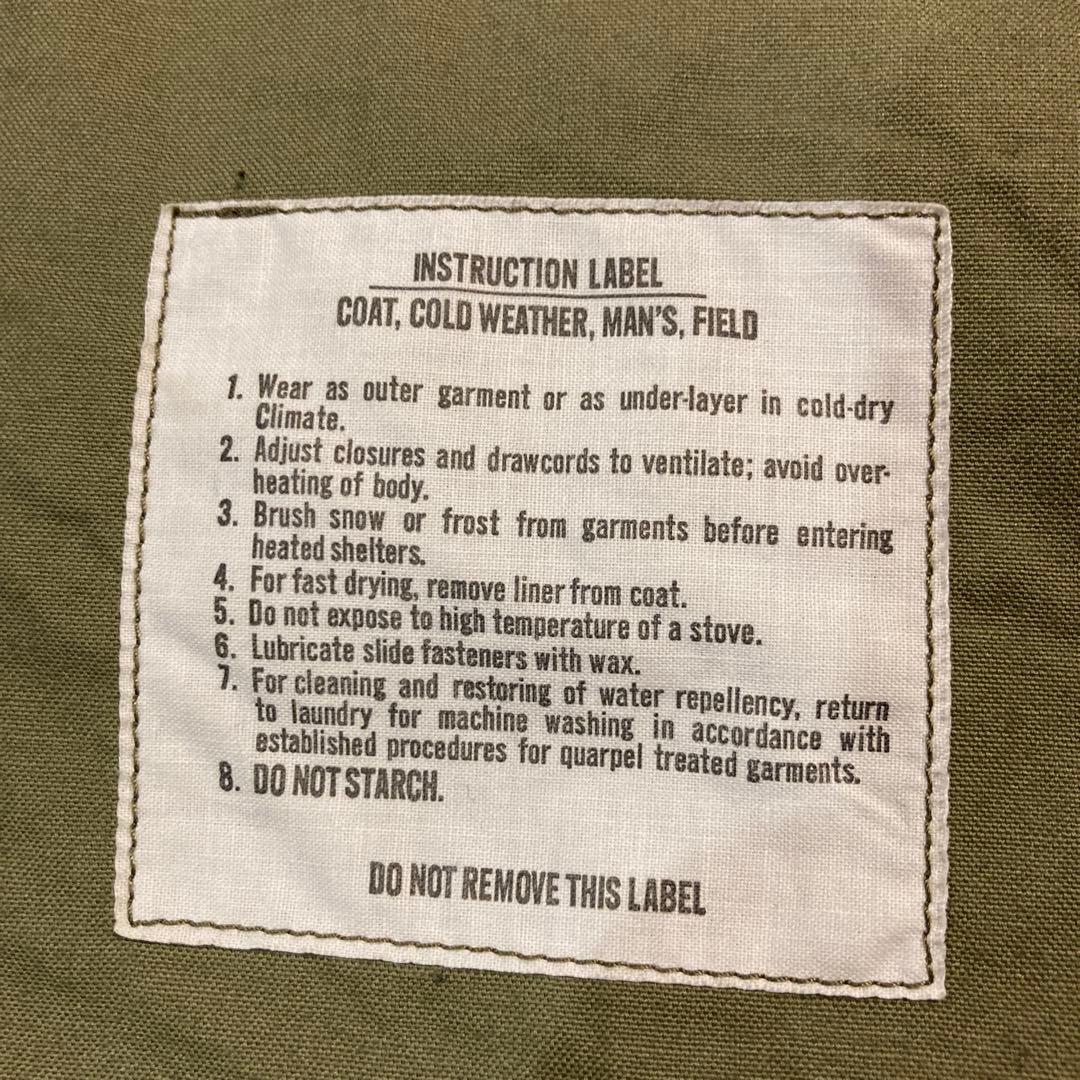 INSTRUCTION LABEL
COAT, COLD WEATHER, MAN'S, FIELD
1. Wear as outer garment or as under-layer in cold-dry
Climate.
2. Adjust closures and drawcords to ventilate; avoid over-
heating of body.
3. Brush snow or frost from garments before entering
heated shelters.
4. For fast drying, remove liner from coat.
5. Do not expose to high temperature of a stove.
6. Lubricate slide fasteners with wax.
7. For cleaning and restoring of water repellency, return
to laundry for machine washing in accordance with
established procedures for quarpel treated garments.
8. DO NOT STARCH.
DO NOT REMOVE THIS LABEL